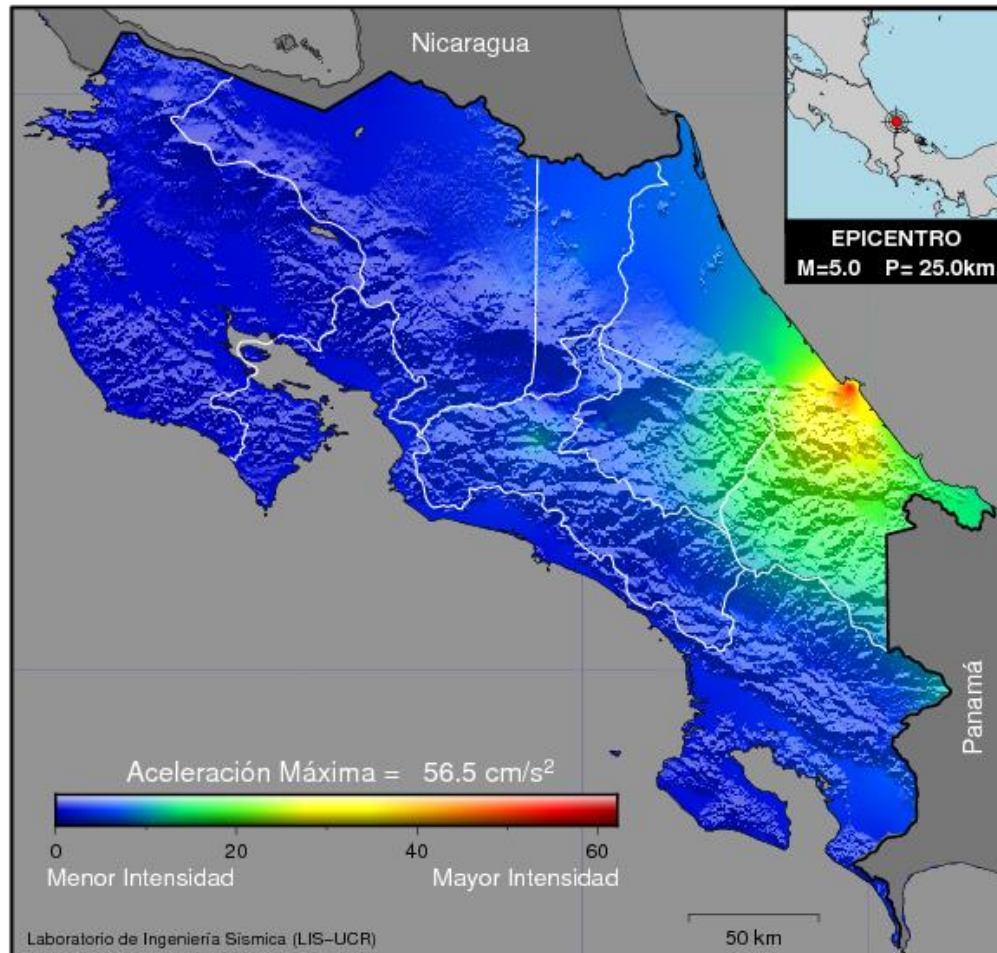 Nicaragua
EPICENTRO
M=5.0 P= 25.0km
Panamá
Aceleración Máxima = 56.5 cm/s²
0 20 40 60
Menor Intensidad Mayor Intensidad
Laboratorio de Ingeniería Sísmica (LIS–UCR)
50 km